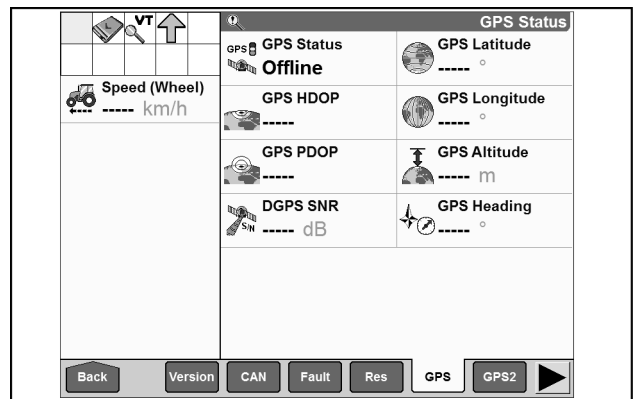 VT
GPS Status
Speed (Wheel)
----- km/h
GPS
GPS Status
Offline
GPS Latitude
----- °
GPS HDOP
-----
GPS Longitude
----- °
GPS PDOP
-----
GPS Altitude
----- m
DGPS SNR
S/N ----- dB
GPS Heading
----- °
Back
Version
CAN
Fault
Res
GPS
GPS2